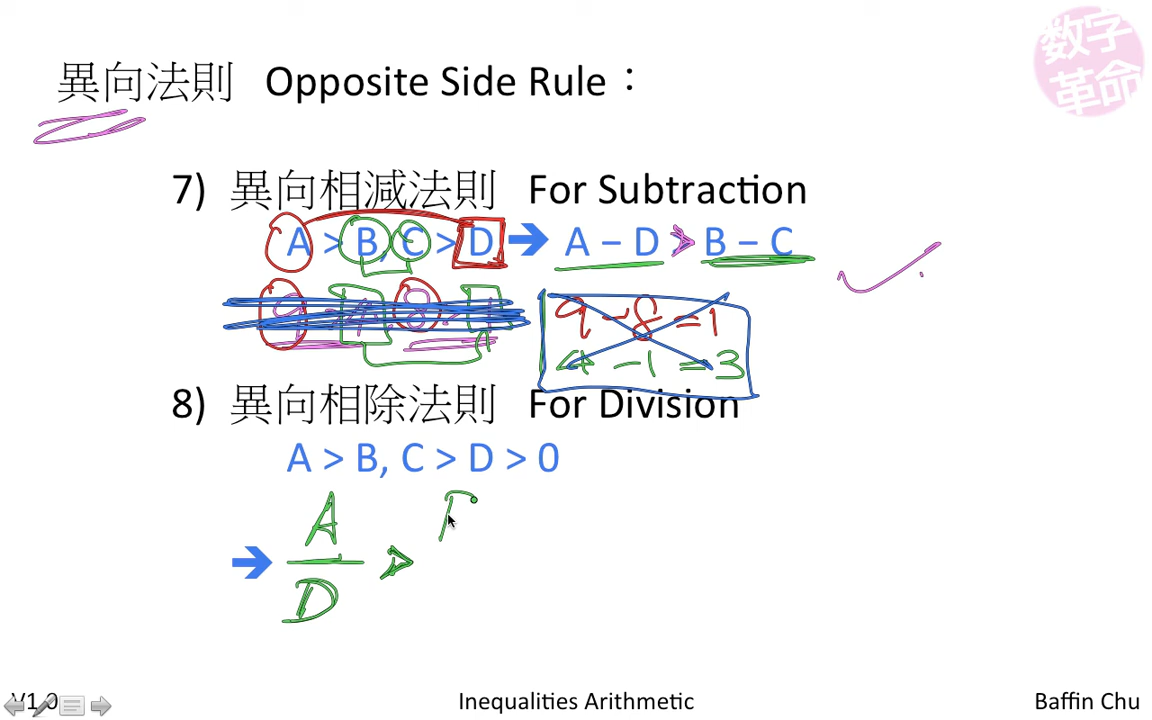 数字
革命
異向法則 Opposite Side Rule：
7) 異向相減法則 For Subtraction
A > B, C > D ➔ A − D > B − C
9 - 8 = 1
4 - 1 = 3
8) 異向相除法則 For Division
A > B, C > D > 0
➔ A/D >
V1.0 Inequalities Arithmetic Baffin Chu